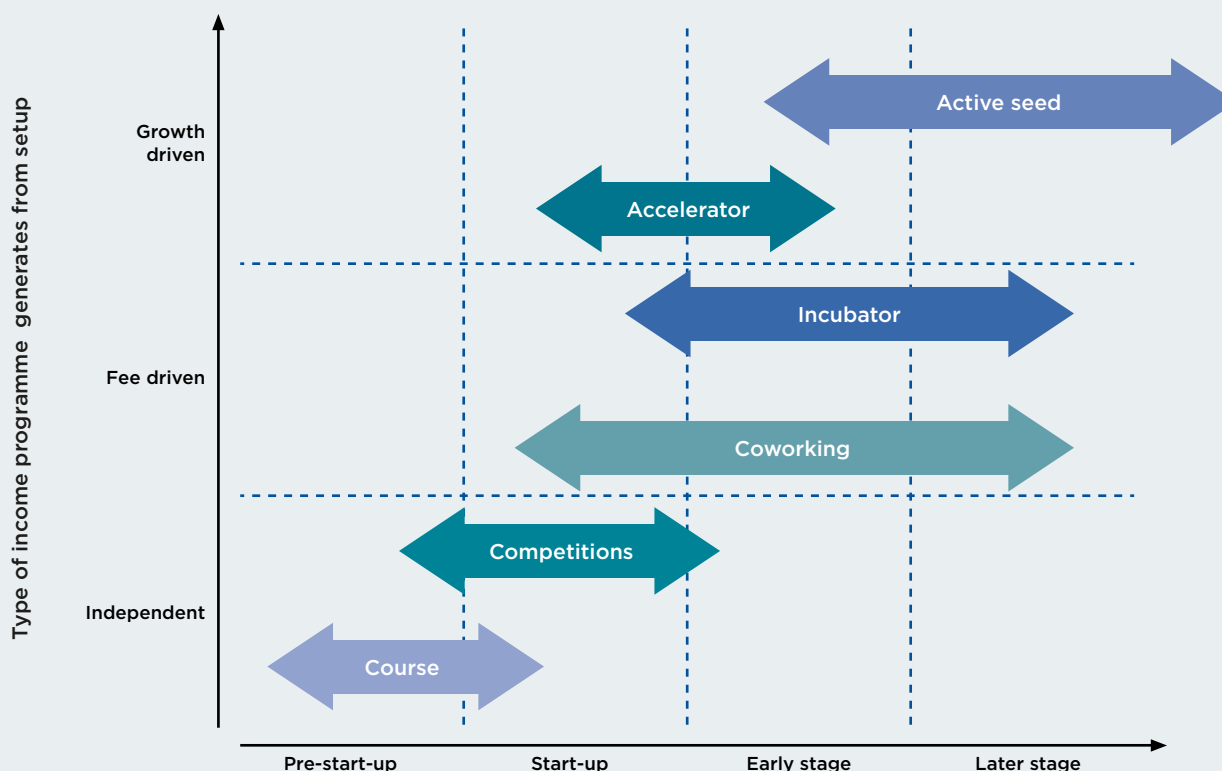 Type of income programme generates from setup
Growth
driven
Fee driven
Independent
Active seed
Accelerator
Incubator
Coworking
Competitions
Course
Pre-start-up
Start-up
Early stage
Later stage